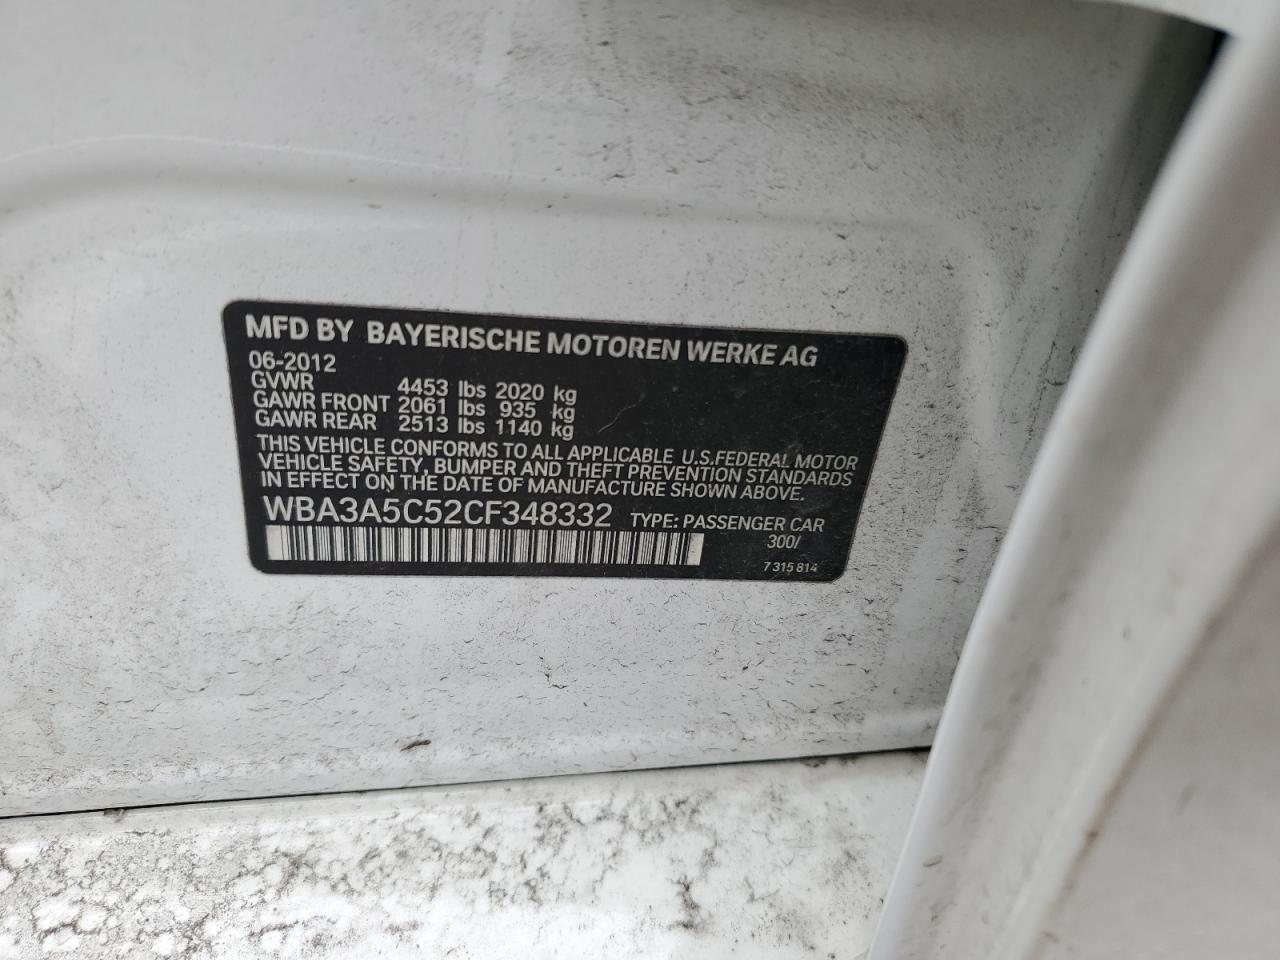 MFD BY BAYERISCHE MOTOREN WERKE AG
06-2012
GVWR 4453 lbs 2020 kg
GAWR FRONT 2061 lbs 935 kg
GAWR REAR 2513 lbs 1140 kg
THIS VEHICLE CONFORMS TO ALL APPLICABLE U.S.FEDERAL MOTOR
VEHICLE SAFETY, BUMPER AND THEFT PREVENTION STANDARDS
IN EFFECT ON THE DATE OF MANUFACTURE SHOWN ABOVE.
WBA3A5C52CF348332 TYPE: PASSENGER CAR
300/
7 315 814